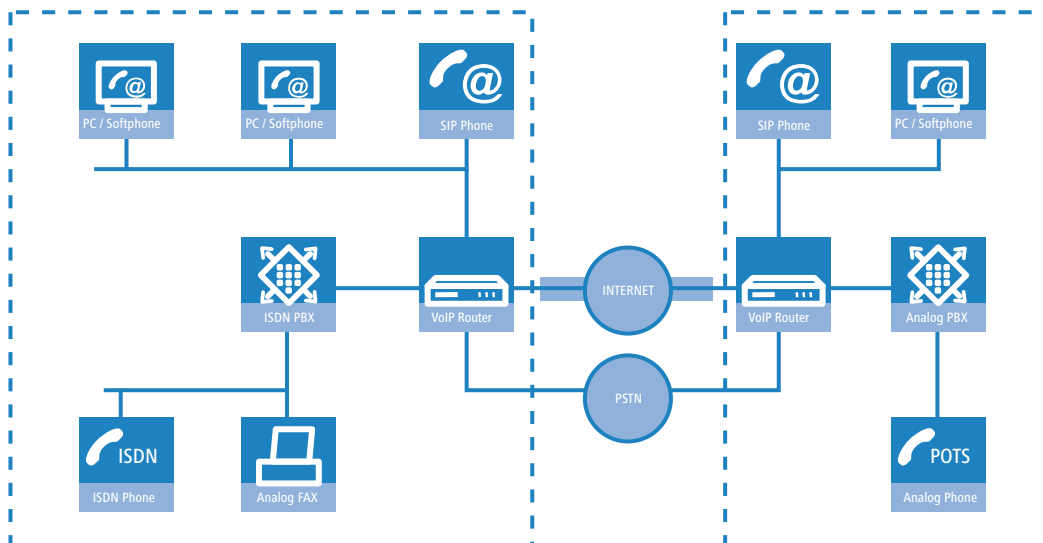 @
@
@
@
@
PC / Softphone
PC / Softphone
SIP Phone
SIP Phone
PC / Softphone
INTERNET
ISDN PBX
VoIP Router
VoIP Router
Analog PBX
PSTN
ISDN
POTS
ISDN Phone
Analog FAX
Analog Phone